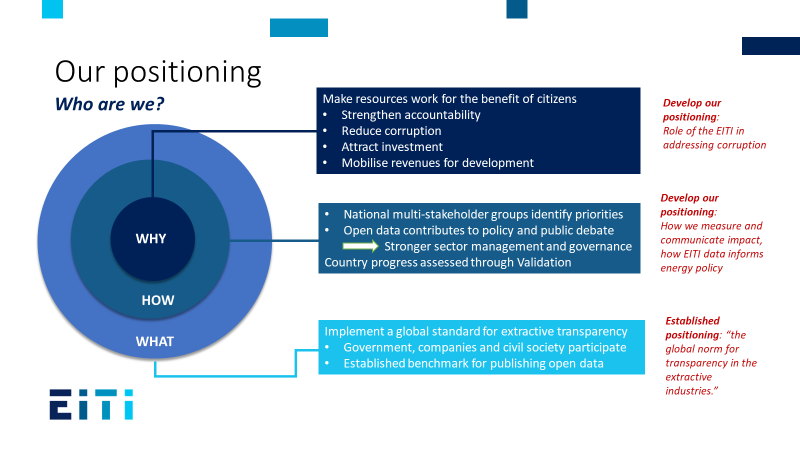 Our positioning
Who are we?
WHY
HOW
WHAT
Make resources work for the benefit of citizens
• Strengthen accountability
• Reduce corruption
• Attract investment
• Mobilise revenues for development
Develop our
positioning:
Role of the EITI in
addressing corruption
• National multi-stakeholder groups identify priorities
• Open data contributes to policy and public debate
Stronger sector management and governance
Country progress assessed through Validation
Develop our
positioning:
How we measure and
communicate impact,
how EITI data informs
energy policy
Implement a global standard for extractive transparency
• Government, companies and civil society participate
• Established benchmark for publishing open data
Established
positioning: “the
global norm for
transparency in the
extractive
industries.”
EITI